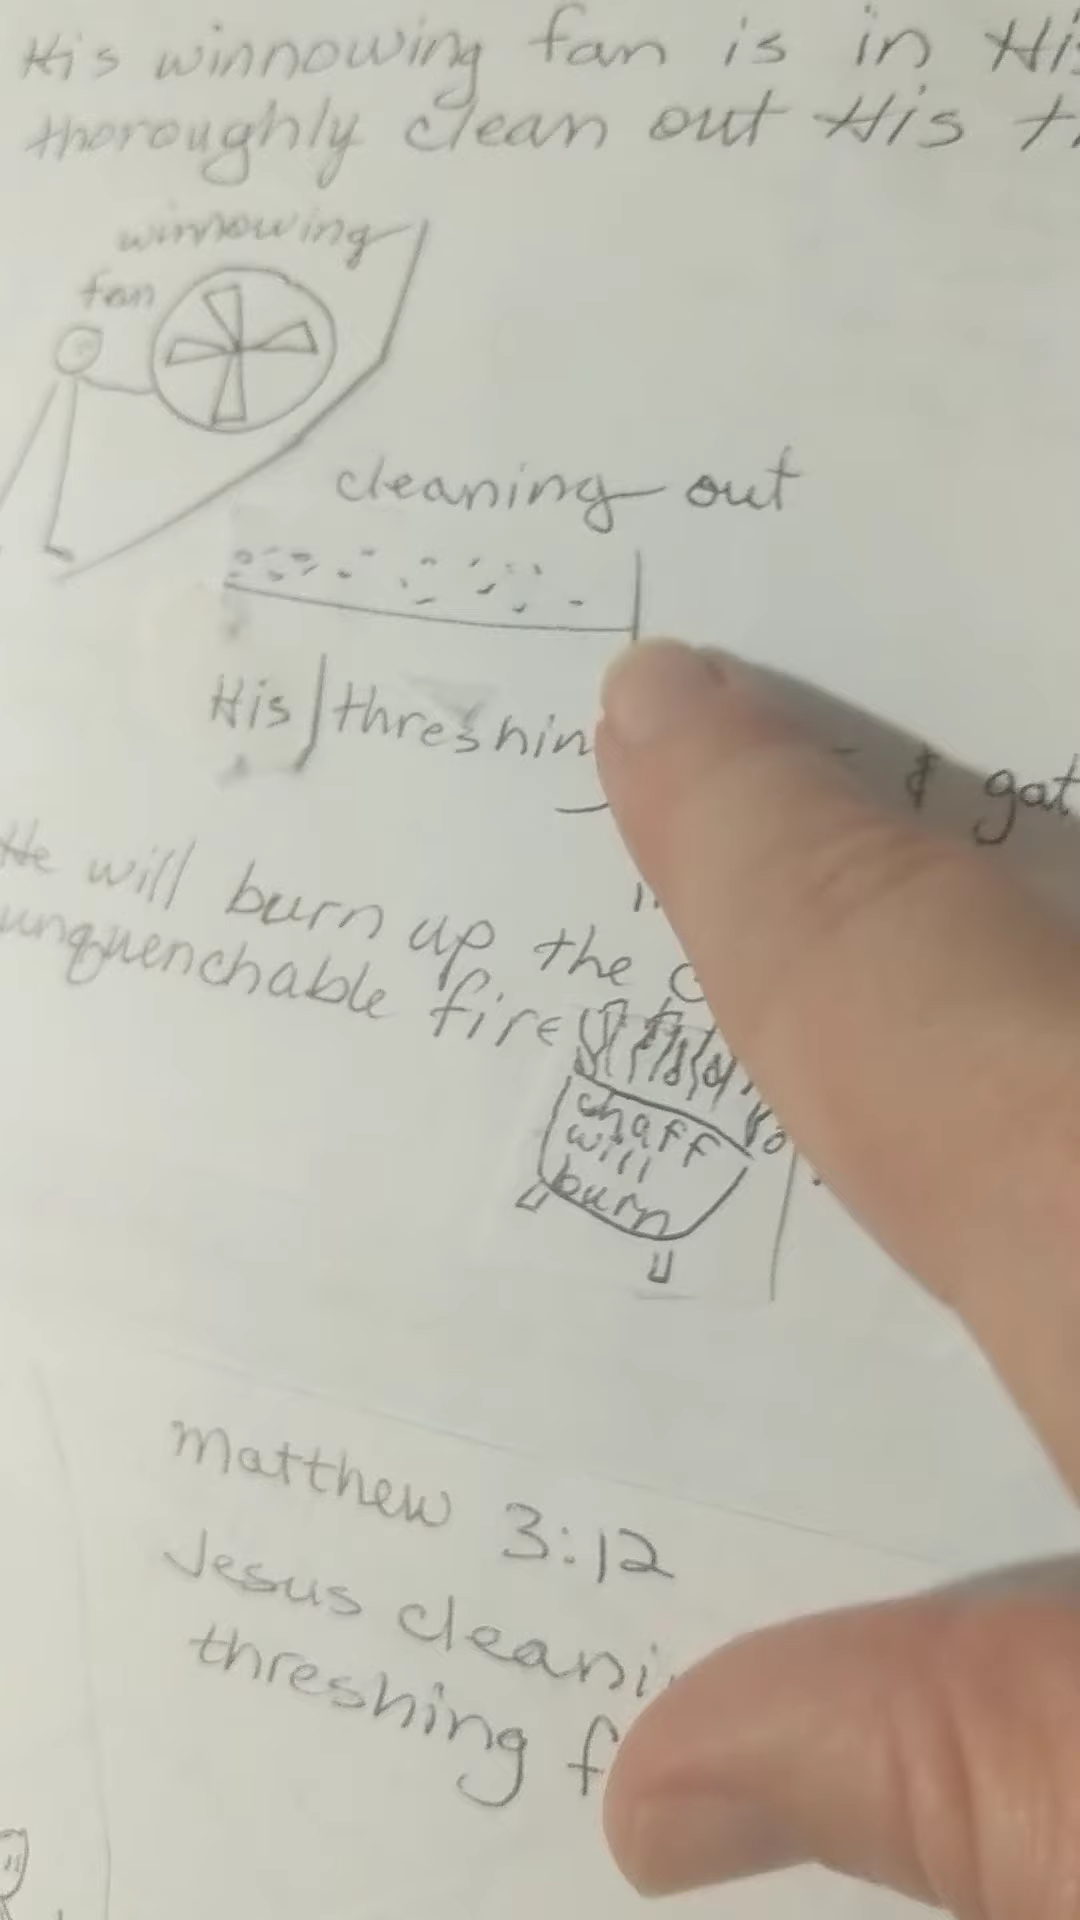 His winnowing fan is in
thoroughly clean out His
winnowing
fan
cleaning out
His threshin
& gat
He will burn up the
unquenchable fire
chaff
will
burn
Matthew 3:12
Jesus cleani
threshing f